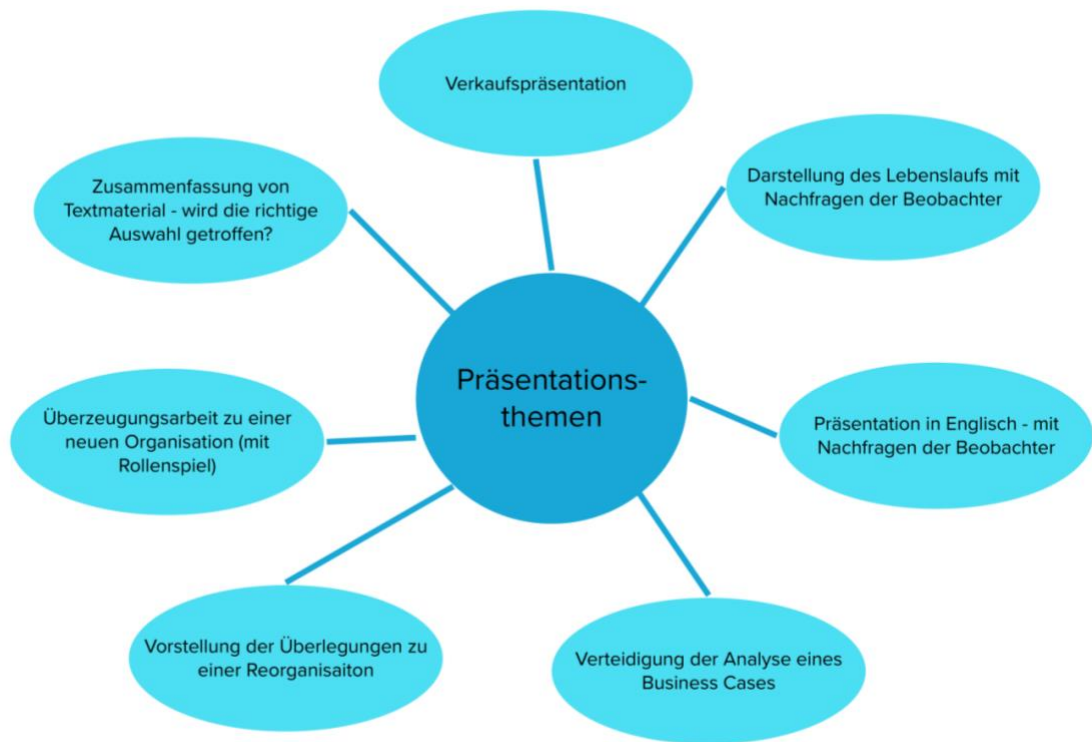 Verkaufspräsentation
Darstellung des Lebenslaufs mit
Nachfragen der Beobachter
Zusammenfassung von
Textmaterial - wird die richtige
Auswahl getroffen?
Präsentations-
themen
Überzeugungsarbeit zu einer
neuen Organisation (mit
Rollenspiel)
Präsentation in Englisch - mit
Nachfragen der Beobachter
Vorstellung der Überlegungen zu
einer Reorganisaiton
Verteidigung der Analyse eines
Business Cases